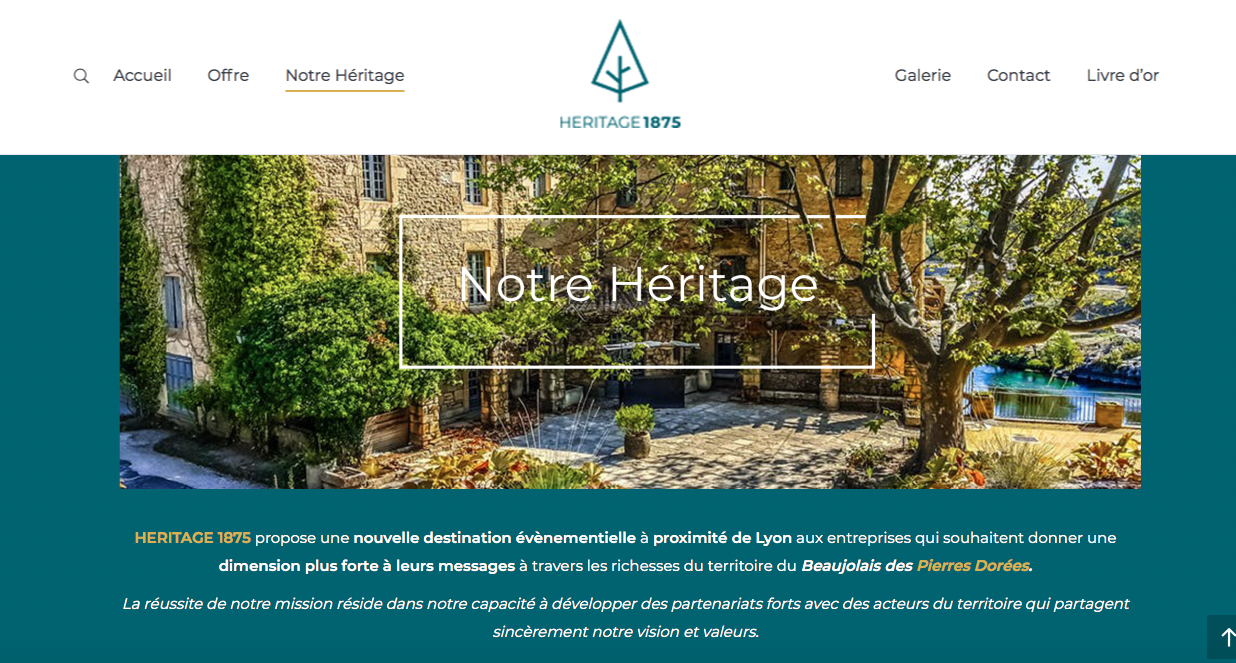 Accueil Offre Notre Héritage Galerie Contact Livre d’or
HERITAGE 1875
Notre Héritage
HERITAGE 1875 propose une nouvelle destination évènementielle à proximité de Lyon aux entreprises qui souhaitent donner une
dimension plus forte à leurs messages à travers les richesses du territoire du Beaujolais des Pierres Dorées.
La réussite de notre mission réside dans notre capacité à développer des partenariats forts avec des acteurs du territoire qui partagent
sincèrement notre vision et valeurs.